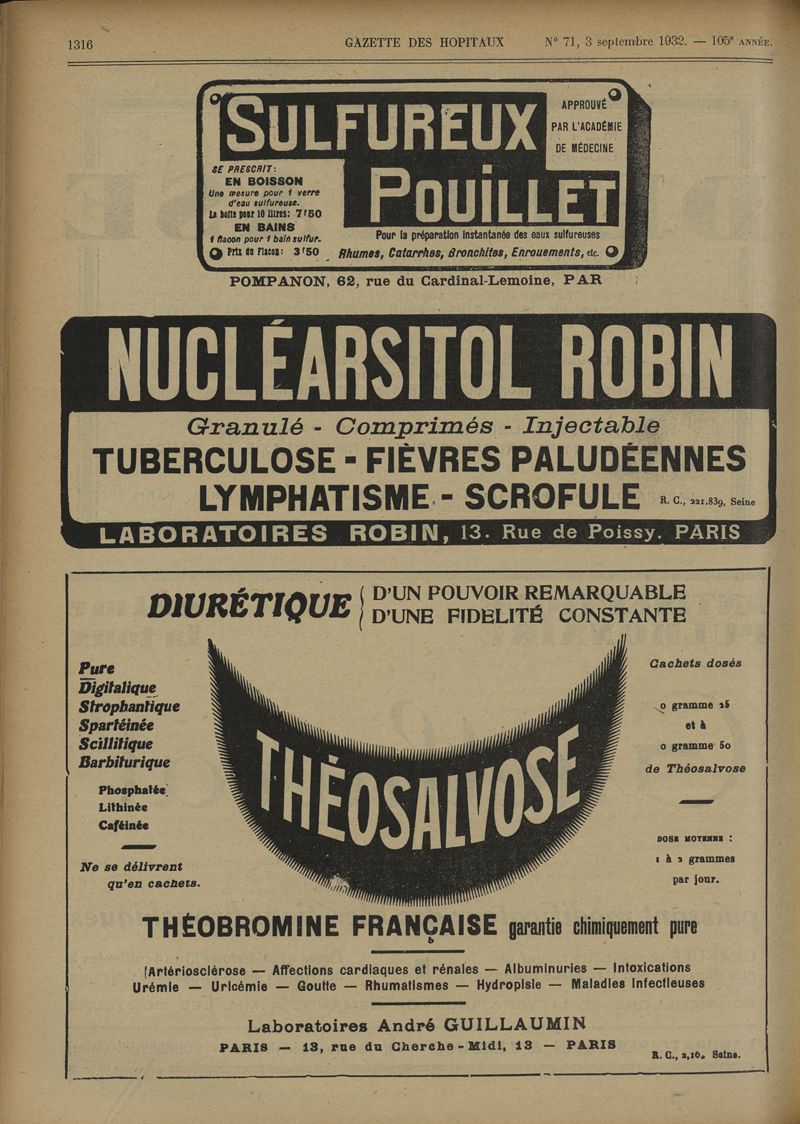 1316
GAZETTE DES HOPITAUX
N° 71, 3 septembre 1932. — 105e ANNÉE.
SULFUREUX
POUILLET
APPROUVÉ
PAR L'ACADÉMIE
DE MÉDECINE
SE PRESCRIT:
EN BOISSON
Une mesure pour 1 verre
d'eau sulfureuse.
La boîte pour 10 litres: 7f50
EN BAINS
1 flacon pour 1 bain sulfur.
Prix du Flacon: 3f50
Pour la préparation instantanée des eaux sulfureuses
Rhumes, Catarrhes, Bronchites, Enrouements, etc.
POMPANON, 62, rue du Cardinal-Lemoine, PAR
NUCLÉARSITOL ROBIN
Granulé - Comprimés - Injectable
TUBERCULOSE - FIÈVRES PALUDÉENNES
LYMPHATISME - SCROFULE
R. C., 221.839, Seine
LABORATOIRES ROBIN, 13. Rue de Poissy. PARIS
DIURÉTIQUE
D'UN POUVOIR REMARQUABLE
D'UNE FIDELITÉ CONSTANTE
Pure
Digitalique
Strophantique
Spartéinée
Scillitique
Barbiturique
Phosphatée
Lithinée
Caféinée
Ne se délivrent
qu'en cachets.
THÉOSALVOSE
Cachets dosés
0 gramme 25
et à
0 gramme 50
de Théosalvose
DOSE MOYENNE :
1 à 2 grammes
par jour.
THÉOBROMINE FRANÇAISE garantie chimiquement pure
Artériosclérose — Affections cardiaques et rénales — Albuminuries — Intoxications
Urémie — Uricémie — Goutte — Rhumatismes — Hydropisie — Maladies Infectieuses
Laboratoires André GUILLAUMIN
PARIS — 13, rue du Cherche-Midi, 13 — PARIS
R. C., 2,16. Seine.